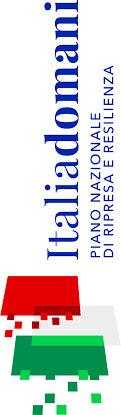 Italiadomani
PIANO NAZIONALE
DI RIPRESA E RESILIENZA